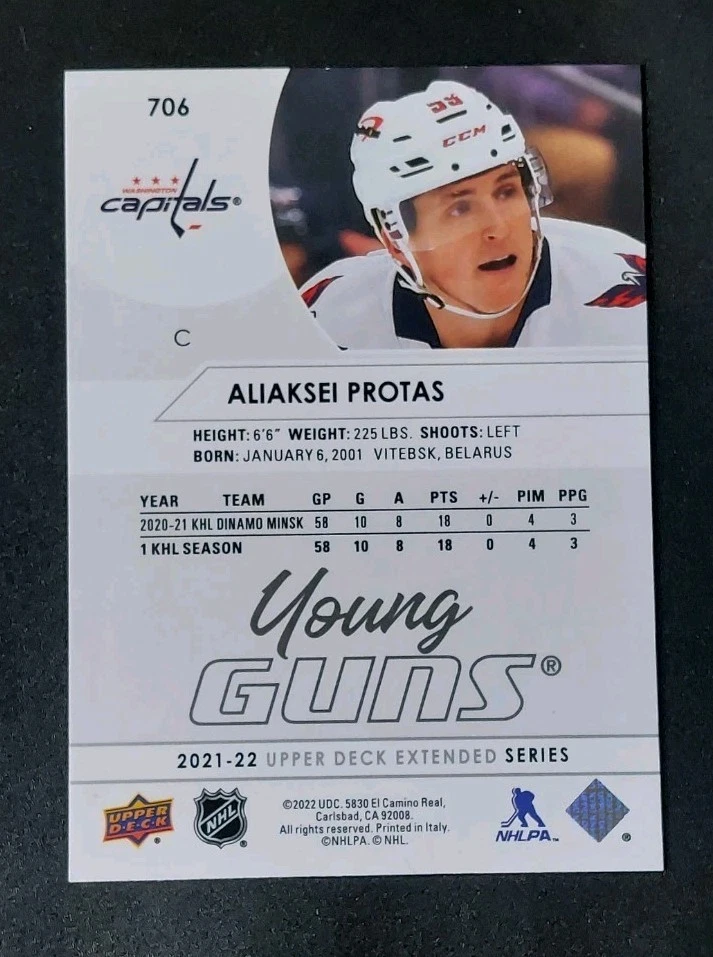 706
59
CCM
WASHINGTON
capitals®
C
ALIAKSEI PROTAS
HEIGHT: 6'6" WEIGHT: 225 LBS. SHOOTS: LEFT
BORN: JANUARY 6, 2001 VITEBSK, BELARUS
YEAR TEAM GP G A PTS +/- PIM PPG
2020-21 KHL DINAMO MINSK 58 10 8 18 0 4 3
1 KHL SEASON 58 10 8 18 0 4 3
Young
GUNS®
2021-22 UPPER DECK EXTENDED SERIES
UPPER
D·E·C·K®
NHL®
©2022 UDC. 5830 El Camino Real,
Carlsbad, CA 92008.
All rights reserved. Printed in Italy.
©NHLPA. © NHL.
NHLPA™
®